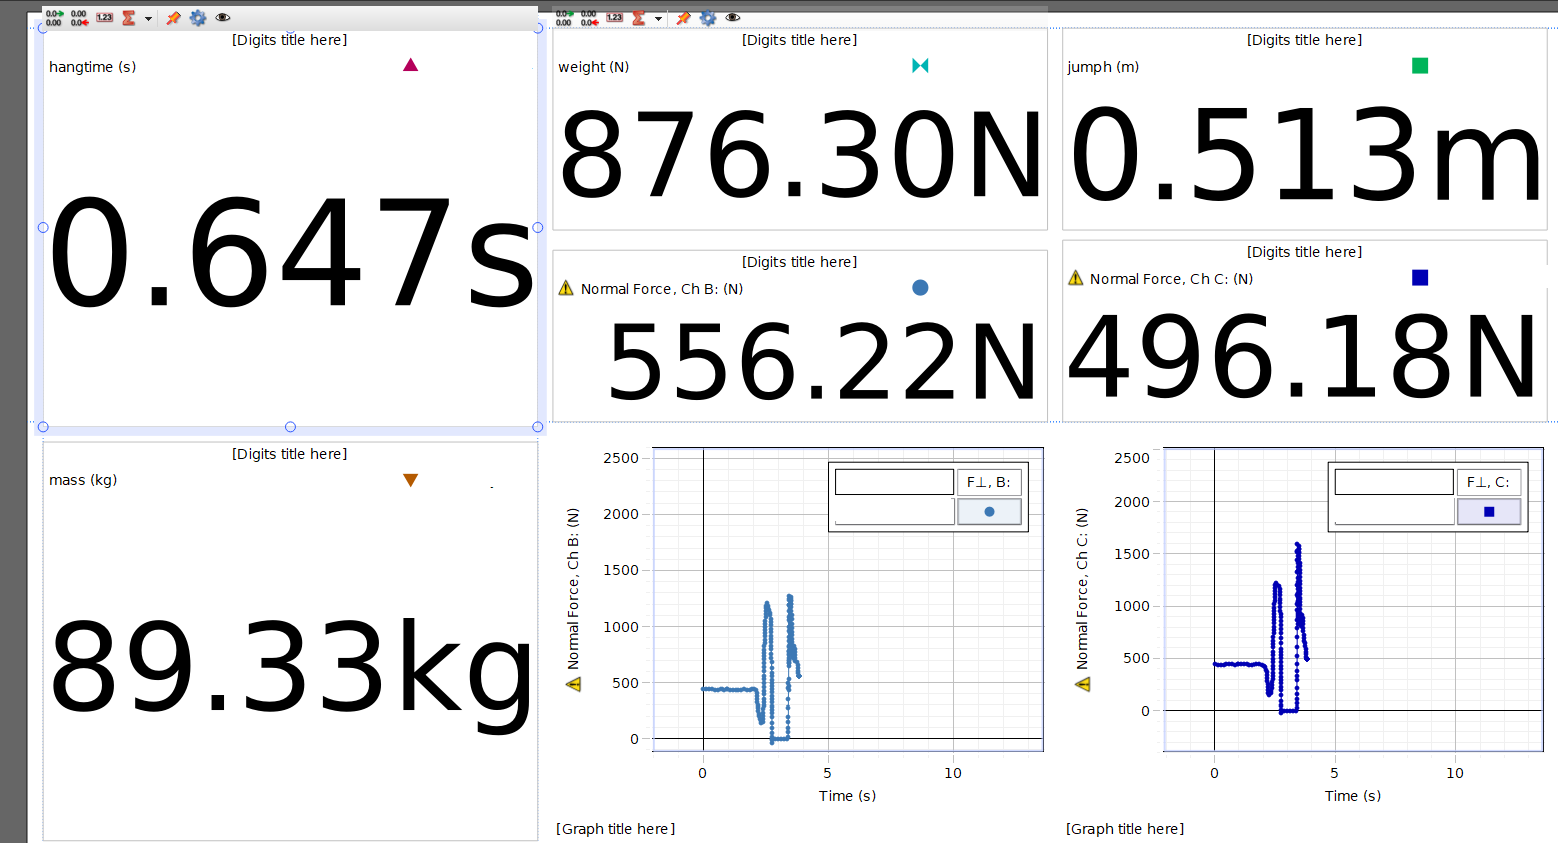 0.0
0.00
0.00
0.0
1.23
Σ
0.0
0.00
0.00
0.0
1.23
Σ
[Digits title here]
hangtime (s)
0.647s
[Digits title here]
weight (N)
876.30N
[Digits title here]
jumph (m)
0.513m
[Digits title here]
Normal Force, Ch B: (N)
556.22N
[Digits title here]
Normal Force, Ch C: (N)
496.18N
[Digits title here]
mass (kg)
89.33kg
Normal Force, Ch B: (N)
2500
2000
1500
1000
500
0
F⊥, B:
0 5 10
Time (s)
[Graph title here]
Normal Force, Ch C: (N)
2500
2000
1500
1000
500
0
F⊥, C:
0 5 10
Time (s)
[Graph title here]